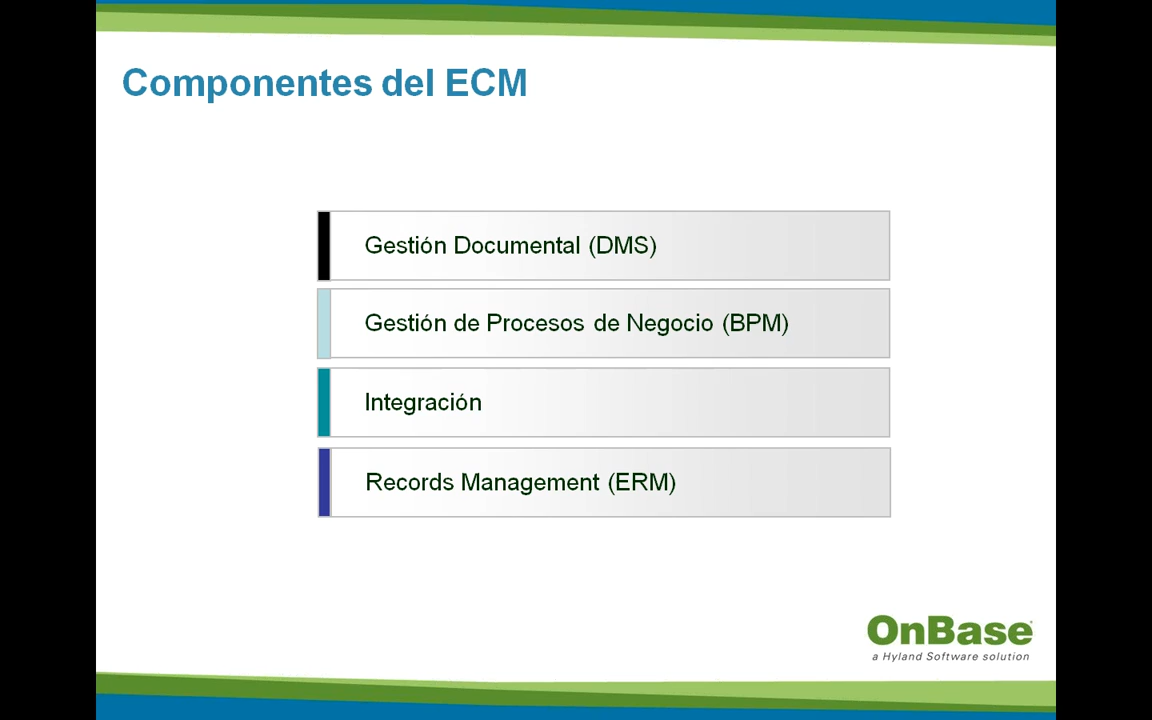 Componentes del ECM
Gestión Documental (DMS)
Gestión de Procesos de Negocio (BPM)
Integración
Records Management (ERM)
OnBase
a Hyland Software solution